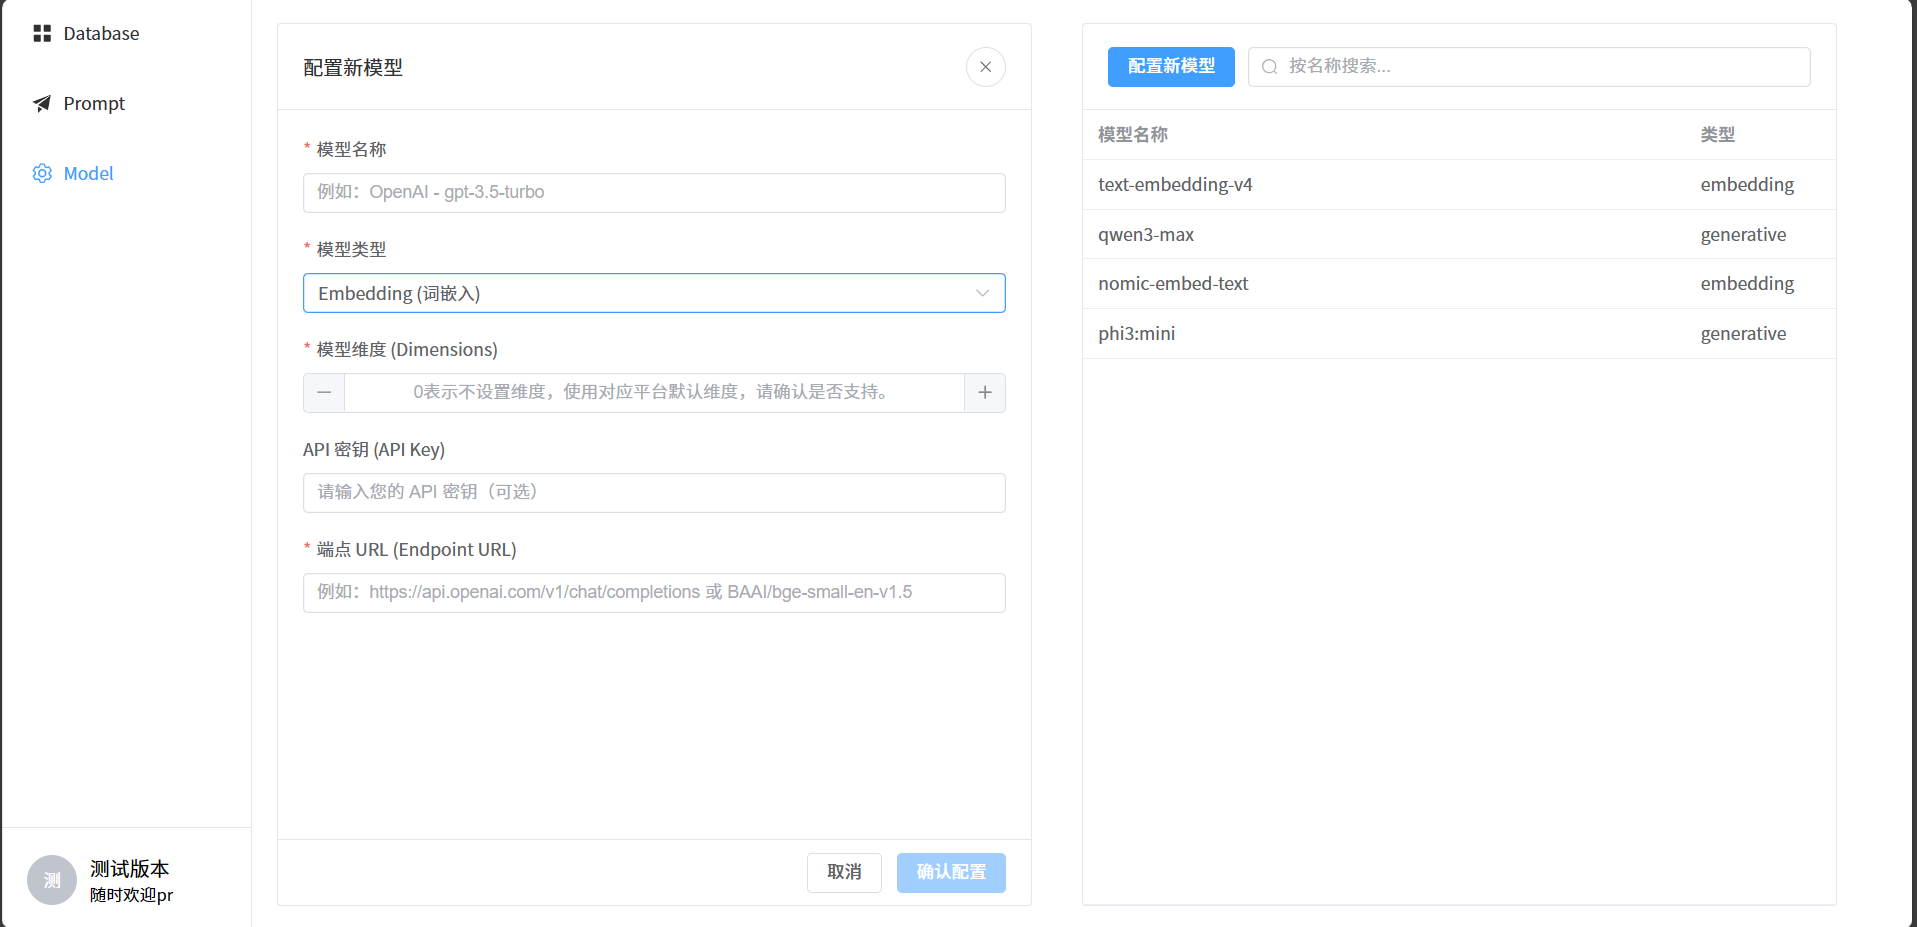 Database
Prompt
Model
测
测试版本
随时欢迎pr
配置新模型
* 模型名称
例如：OpenAI - gpt-3.5-turbo
* 模型类型
Embedding (词嵌入)
* 模型维度 (Dimensions)
0表示不设置维度，使用对应平台默认维度，请确认是否支持。
API 密钥 (API Key)
请输入您的 API 密钥（可选）
* 端点 URL (Endpoint URL)
例如：https://api.openai.com/v1/chat/completions 或 BAAI/bge-small-en-v1.5
取消 确认配置
配置新模型 按名称搜索...
模型名称 类型
text-embedding-v4 embedding
qwen3-max generative
nomic-embed-text embedding
phi3:mini generative